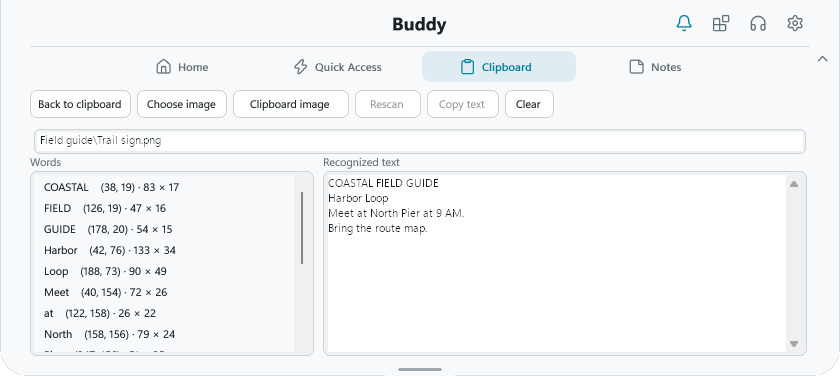 Buddy
Home
Quick Access
Clipboard
Notes
Back to clipboard
Choose image
Clipboard image
Rescan
Copy text
Clear
Field guide\Trail sign.png
Words
Recognized text
COASTAL (38, 19) · 83 × 17
FIELD (126, 19) · 47 × 16
GUIDE (178, 20) · 54 × 15
Harbor (42, 76) · 133 × 34
Loop (188, 73) · 90 × 49
Meet (40, 154) · 72 × 26
at (122, 158) · 26 × 22
North (158, 156) · 79 × 24
COASTAL FIELD GUIDE
Harbor Loop
Meet at North Pier at 9 AM.
Bring the route map.